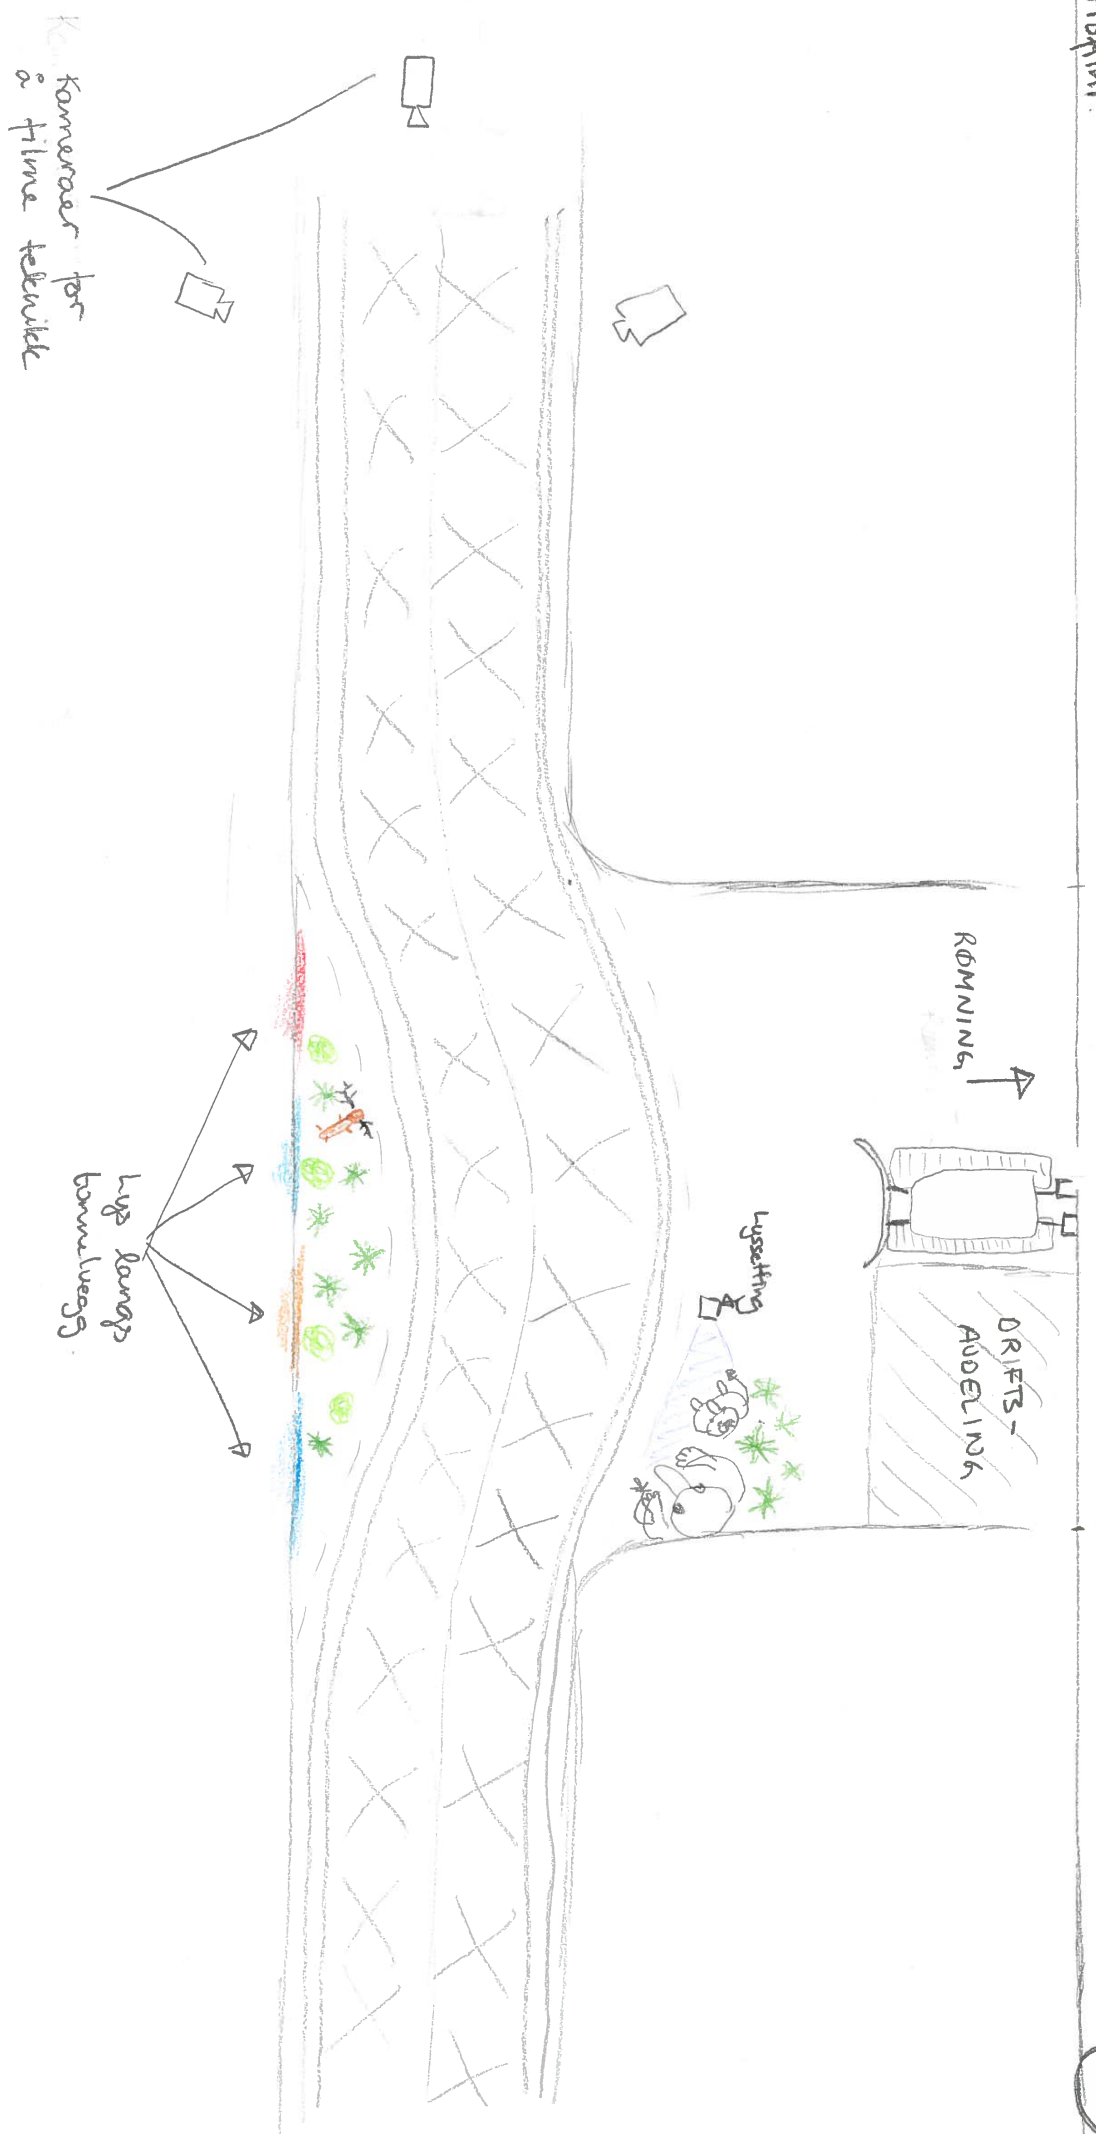 RØMNING
DRIFTS-
AVDELING
Lyssetting
Kameraer for
å filme teknikk
Lys langs
tunnelvegg